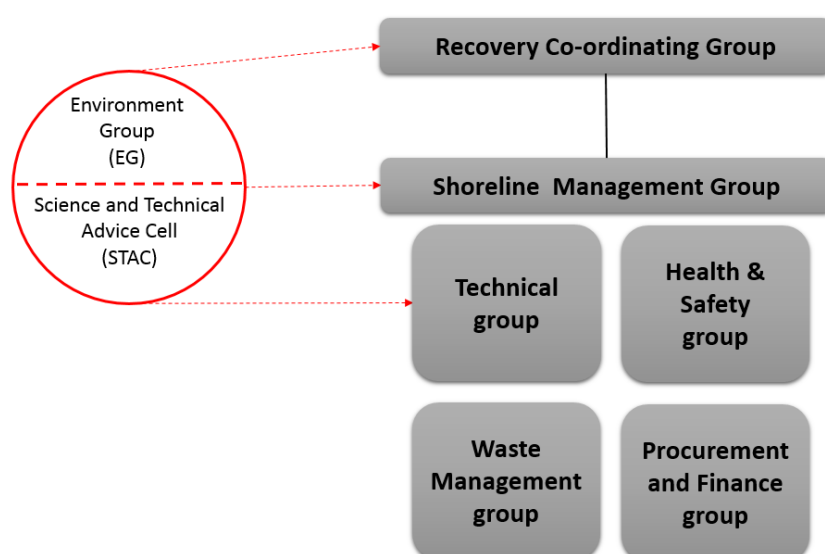 Recovery Co-ordinating Group
Environment
Group
(EG)
Science and Technical
Advice Cell
(STAC)
Shoreline  Management Group
Technical
group
Health &
Safety
group
Waste
Management
group
Procurement
and Finance
group